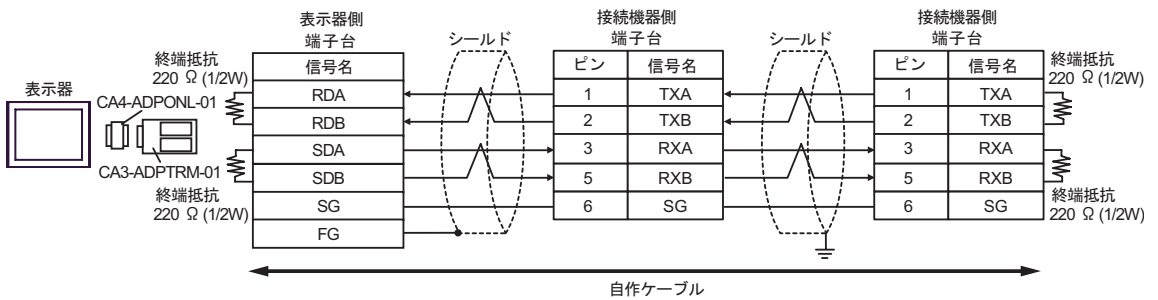 表示器
CA4-ADPONL-01
CA3-ADPTRM-01
終端抵抗
220 Ω (1/2W)
終端抵抗
220 Ω (1/2W)
表示器側
端子台
信号名
RDA
RDB
SDA
SDB
SG
FG
シールド
接続機器側
端子台
ピン 信号名
1 TXA
2 TXB
3 RXA
5 RXB
6 SG
シールド
接続機器側
端子台
ピン 信号名
1 TXA
2 TXB
3 RXA
5 RXB
6 SG
終端抵抗
220 Ω (1/2W)
終端抵抗
220 Ω (1/2W)
自作ケーブル